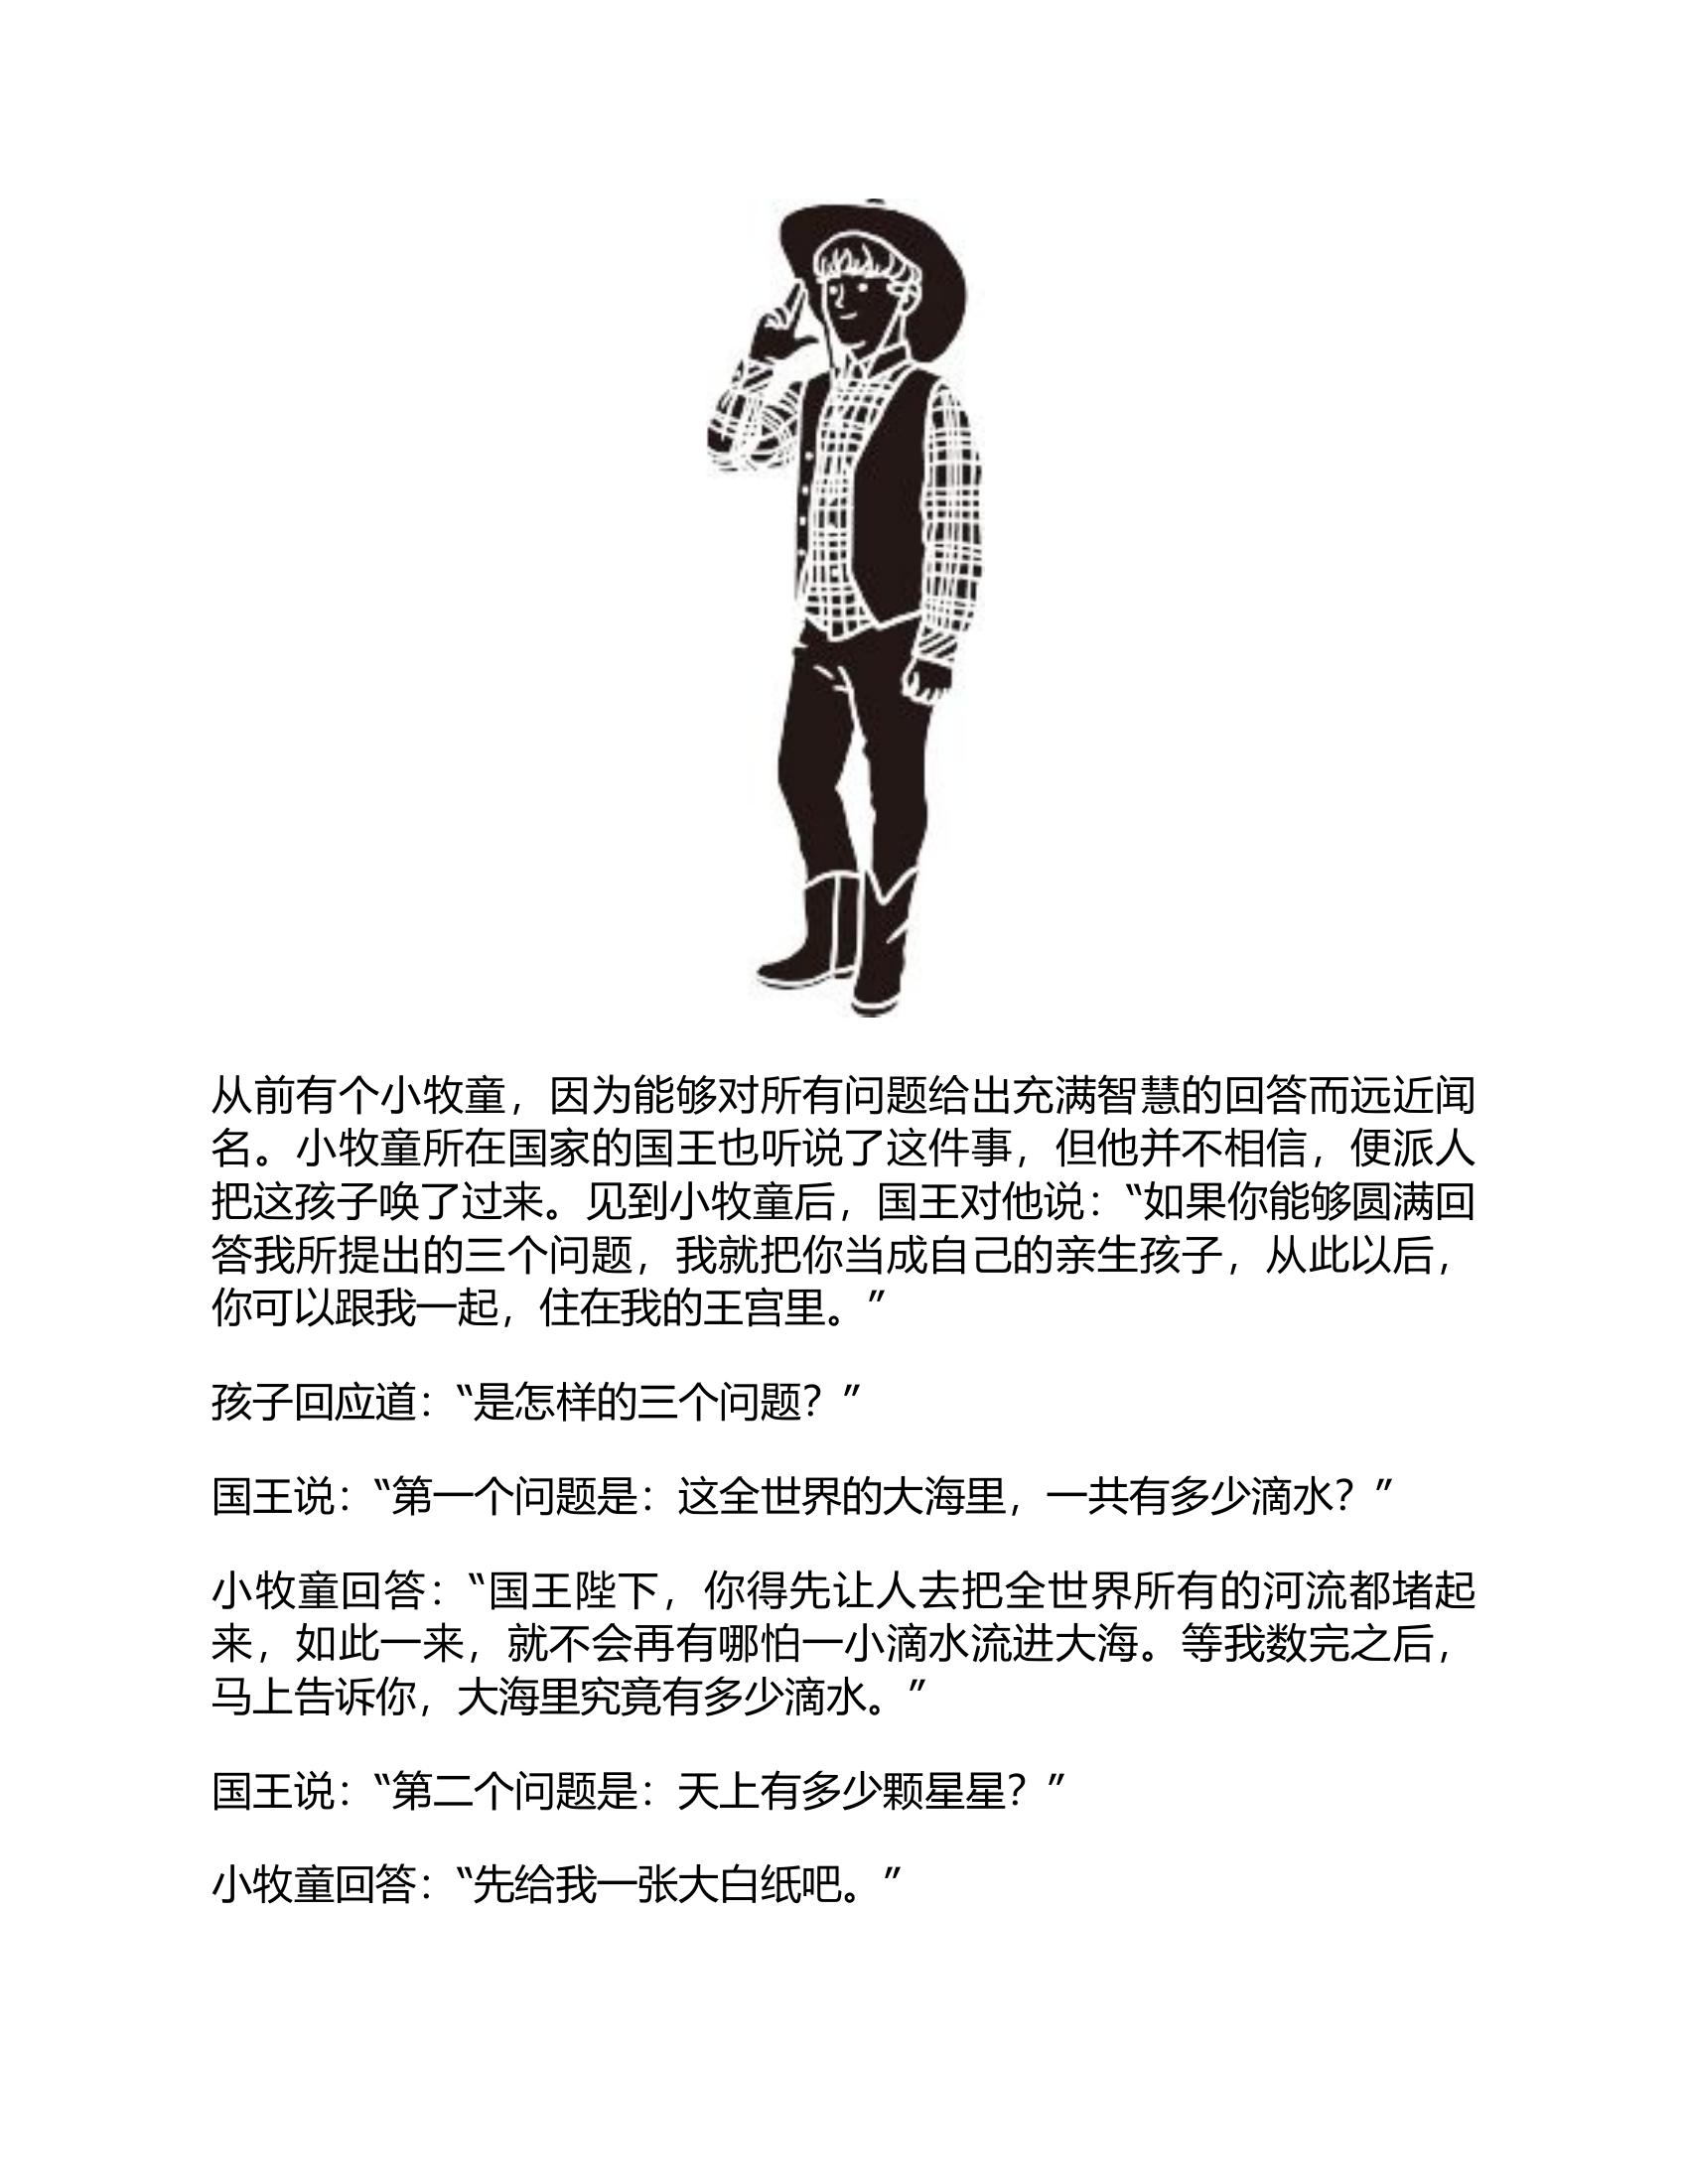 从前有个小牧童，因为能够对所有问题给出充满智慧的回答而远近闻
名。小牧童所在国家的国王也听说了这件事，但他并不相信，便派人
把这孩子唤了过来。见到小牧童后，国王对他说：“如果你能够圆满回
答我所提出的三个问题，我就把你当成自己的亲生孩子，从此以后，
你可以跟我一起，住在我的王宫里。”
孩子回应道：“是怎样的三个问题？”
国王说：“第一个问题是：这全世界的大海里，一共有多少滴水？”
小牧童回答：“国王陛下，你得先让人去把全世界所有的河流都堵起
来，如此一来，就不会再有哪怕一小滴水流进大海。等我数完之后，
马上告诉你，大海里究竟有多少滴水。”
国王说：“第二个问题是：天上有多少颗星星？”
小牧童回答：“先给我一张大白纸吧。”